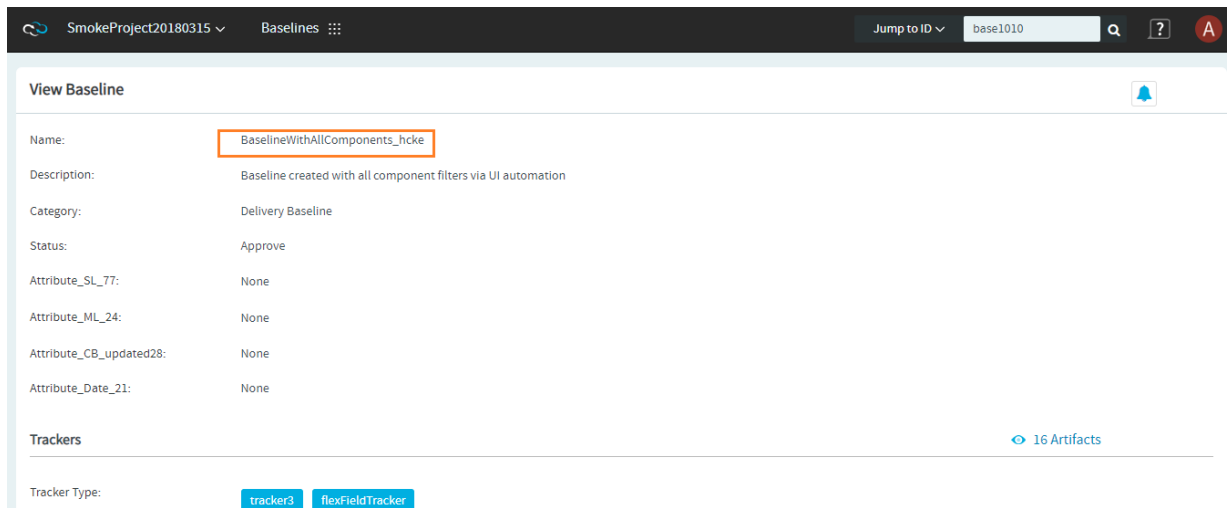 SmokeProject20180315 Baselines Jump to ID base1010 ? A
View Baseline
Name: BaselineWithAllComponents_hcke
Description: Baseline created with all component filters via UI automation
Category: Delivery Baseline
Status: Approve
Attribute_SL_77: None
Attribute_ML_24: None
Attribute_CB_updated28: None
Attribute_Date_21: None
Trackers 16 Artifacts
Tracker Type: tracker3 flexFieldTracker